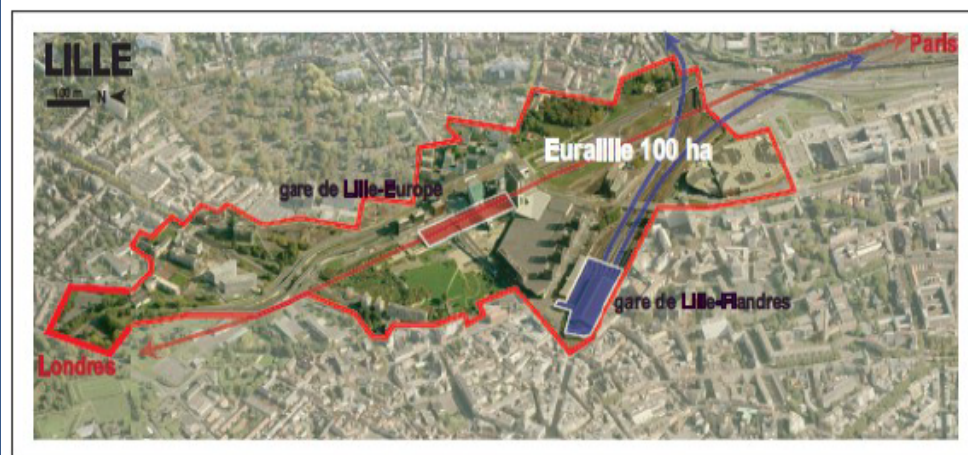 LILLE
100 m N
Paris
Euralille 100 ha
gare de Lille-Europe
gare de Lille-Flandres
Londres